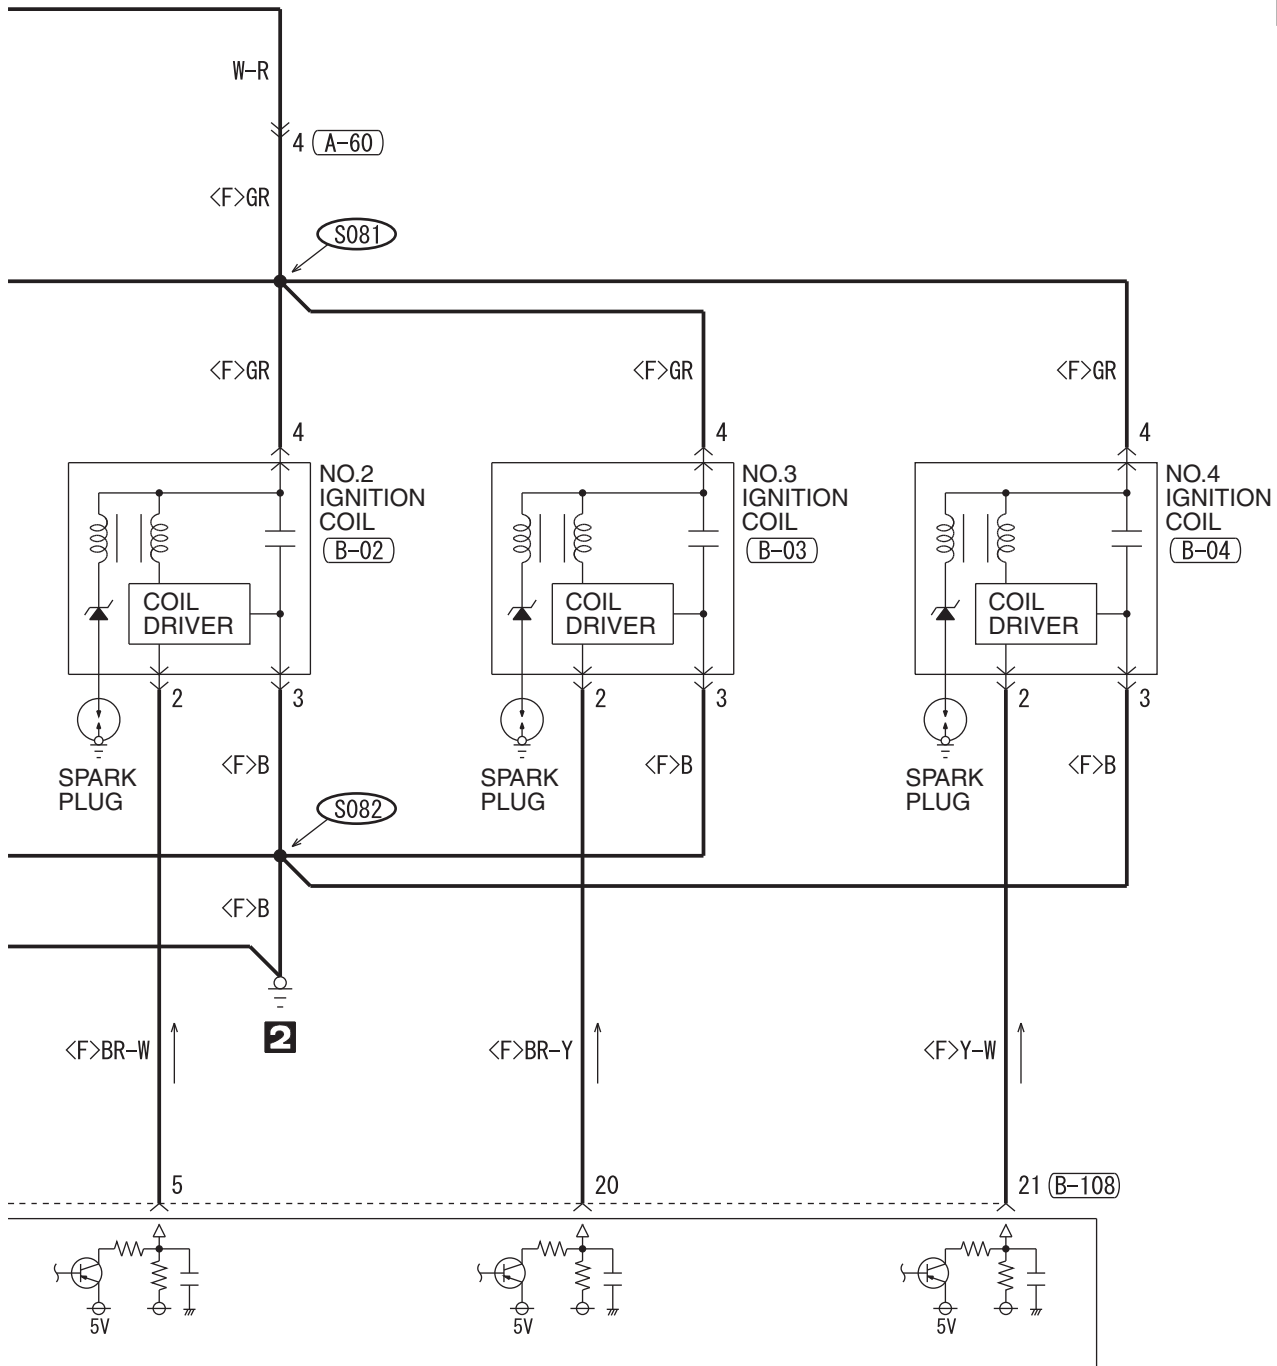 W-R
4 A-60
<F>GR
S081
<F>GR
<F>GR
<F>GR
4
4
4
NO.2
IGNITION
COIL
B-02
NO.3
IGNITION
COIL
B-03
NO.4
IGNITION
COIL
B-04
COIL
DRIVER
COIL
DRIVER
COIL
DRIVER
2
3
2
3
2
3
<F>B
<F>B
<F>B
SPARK
PLUG
SPARK
PLUG
SPARK
PLUG
S082
<F>B
2
<F>BR-W
<F>BR-Y
<F>Y-W
5
20
21 B-108
5V
5V
5V